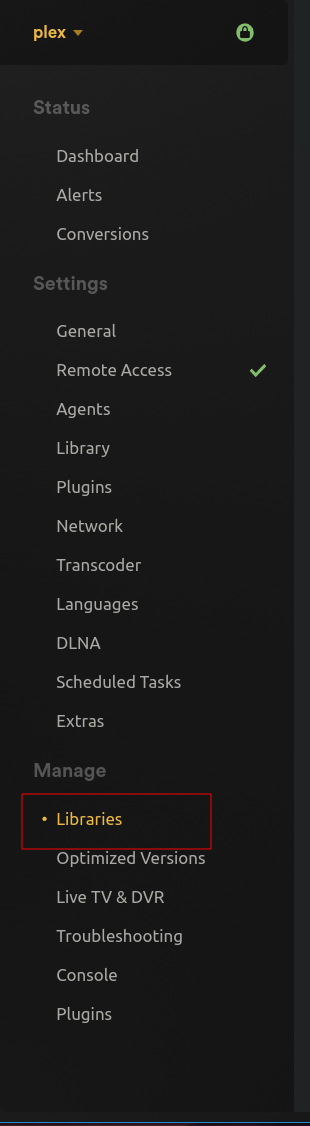 plex
Status
Dashboard
Alerts
Conversions
Settings
General
Remote Access
Agents
Library
Plugins
Network
Transcoder
Languages
DLNA
Scheduled Tasks
Extras
Manage
Libraries
Optimized Versions
Live TV & DVR
Troubleshooting
Console
Plugins